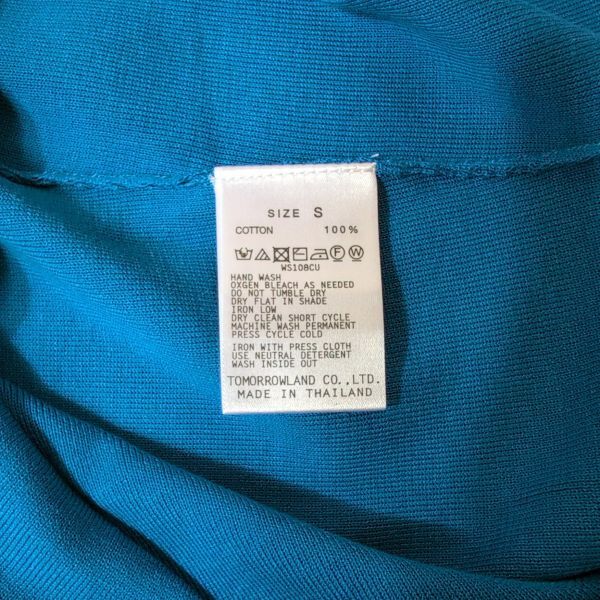 SIZE S
COTTON 100%
F W
WS108CU
HAND WASH
OXGEN BLEACH AS NEEDED
DO NOT TUMBLE DRY
DRY FLAT IN SHADE
IRON LOW
DRY CLEAN SHORT CYCLE
MACHINE WASH PERMANENT
PRESS CYCLE COLD
IRON WITH PRESS CLOTH
USE NEUTRAL DETERGENT
WASH INSIDE OUT
TOMORROWLAND CO.,LTD.
MADE IN THAILAND